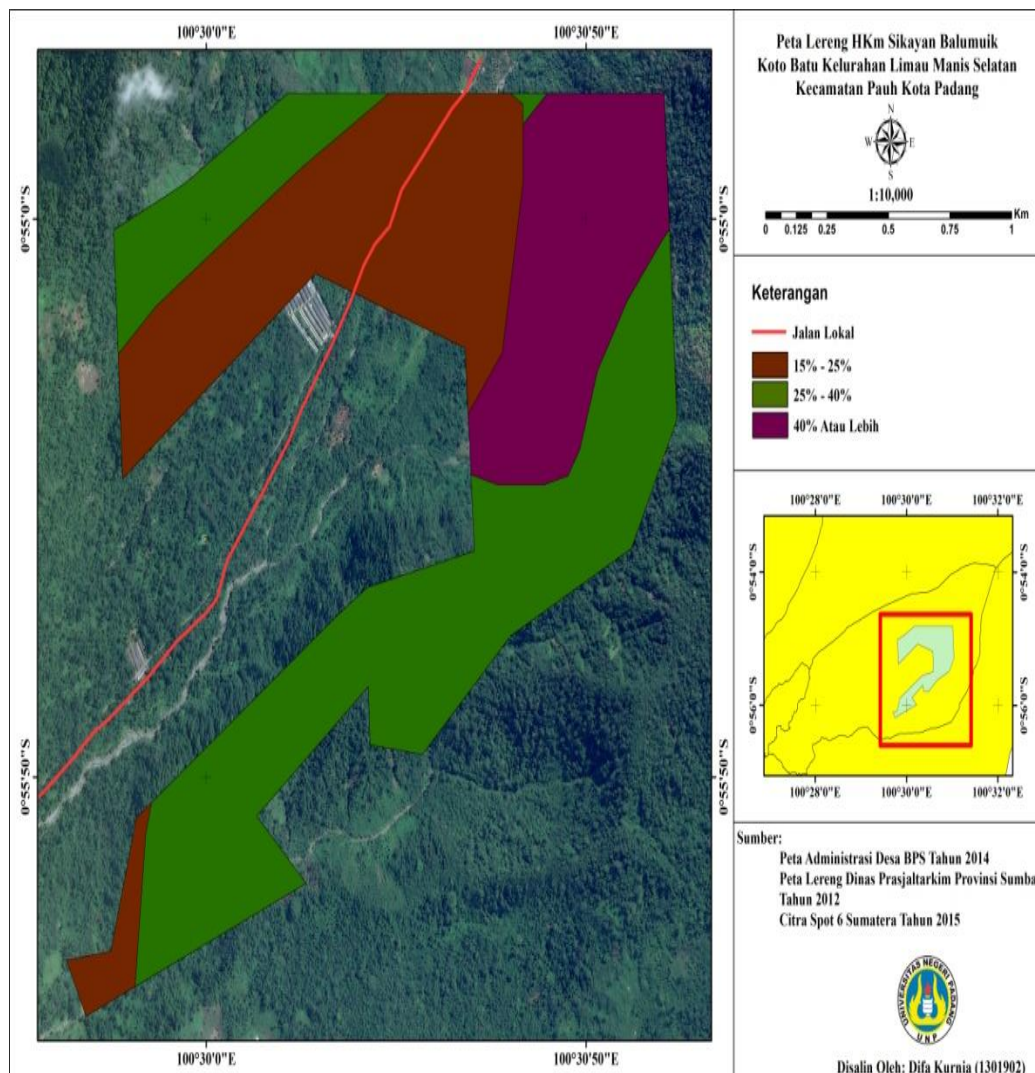 100°30'0"E
100°30'50"E
0°55'0"S
0°55'0"S
0°55'50"S
0°55'50"S
100°30'0"E
100°30'50"E
Peta Lereng HKm Sikayan Balumuik
Koto Batu Kelurahan Limau Manis Selatan
Kecamatan Pauh Kota Padang
N
W
E
S
1:10,000
Km
0 0.125 0.25 0.5 0.75 1
Keterangan
Jalan Lokal
15% - 25%
25% - 40%
40% Atau Lebih
100°28'0"E
100°30'0"E
100°32'0"E
0°54'0"S
0°54'0"S
0°56'0"S
0°56'0"S
100°28'0"E
100°30'0"E
100°32'0"E
Sumber:
Peta Administrasi Desa BPS Tahun 2014
Peta Lereng Dinas Prasjaltarkim Provinsi Sumba
Tahun 2012
Citra Spot 6 Sumatera Tahun 2015
UNIVERSITAS NEGERI PADANG
UNP
Disalin Oleh: Difa Kurnia (1301902)